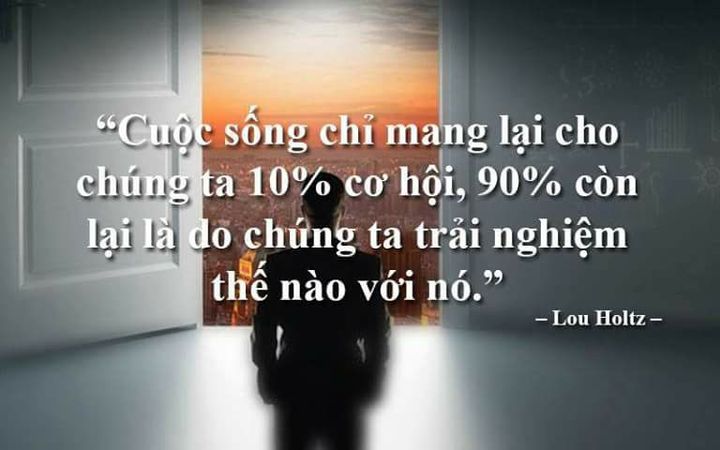 “Cuộc sống chỉ mang lại cho
chúng ta 10% cơ hội, 90% còn
lại là do chúng ta trải nghiệm
thế nào với nó.”
– Lou Holtz –